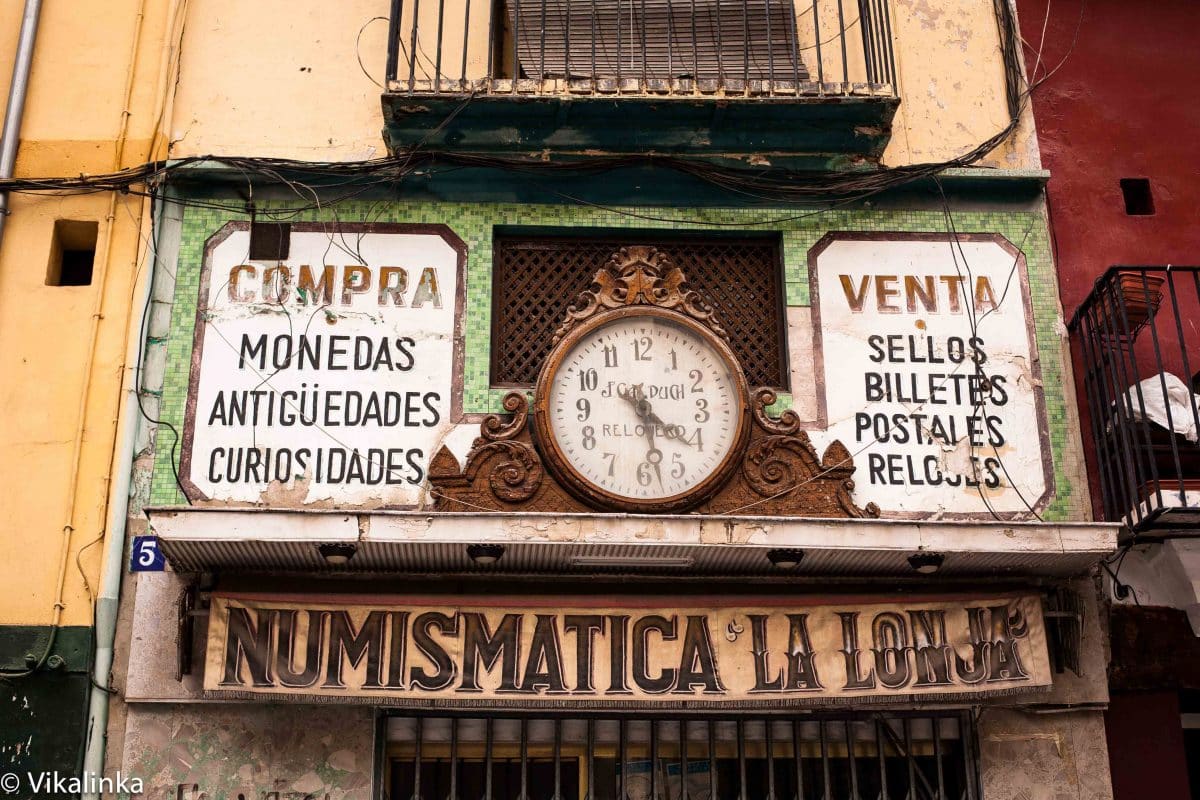 COMPRA
MONEDAS
ANTIGÜEDADES
CURIOSIDADES
VENTA
SELLOS
BILLETES
POSTALES
RELOJES
12
1
2
3
4
5
6
7
8
9
10
11
RELOJERO
5
NUMISMATICA "LA LONJA"
© Vikalinka